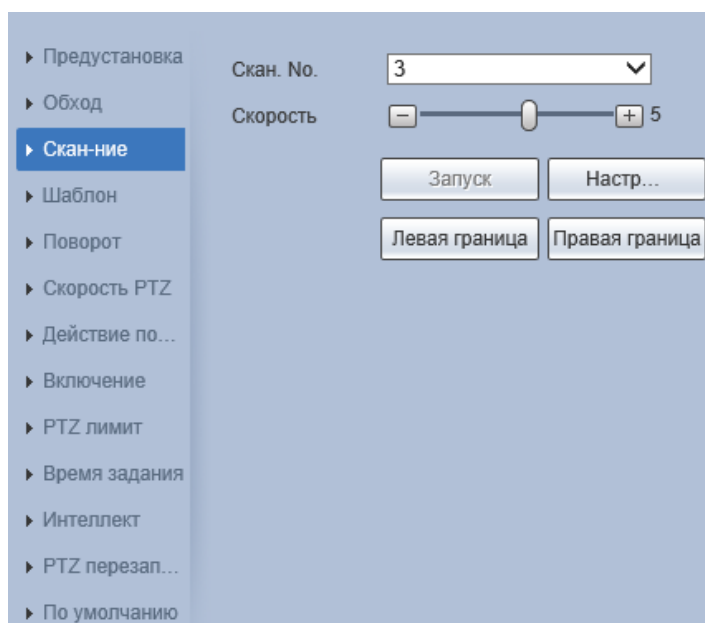 Предустановка
Обход
Скан-ние
Шаблон
Поворот
Скорость PTZ
Действие по...
Включение
PTZ лимит
Время задания
Интеллект
PTZ перезап...
По умолчанию
Скан. No. 3
Скорость 5
Запуск Настр...
Левая граница Правая граница